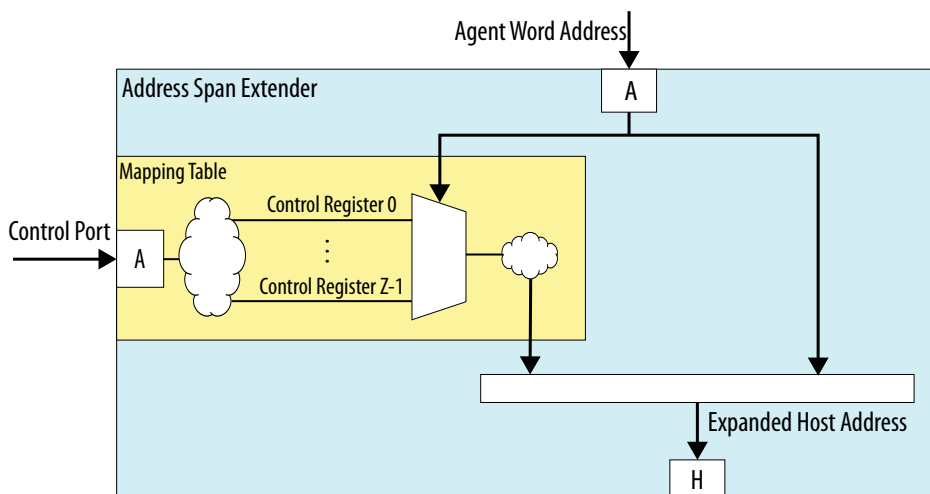 Agent Word Address
Address Span Extender
A
Mapping Table
Control Register 0
Control Port
A
⋮
Control Register Z-1
Expanded Host Address
H